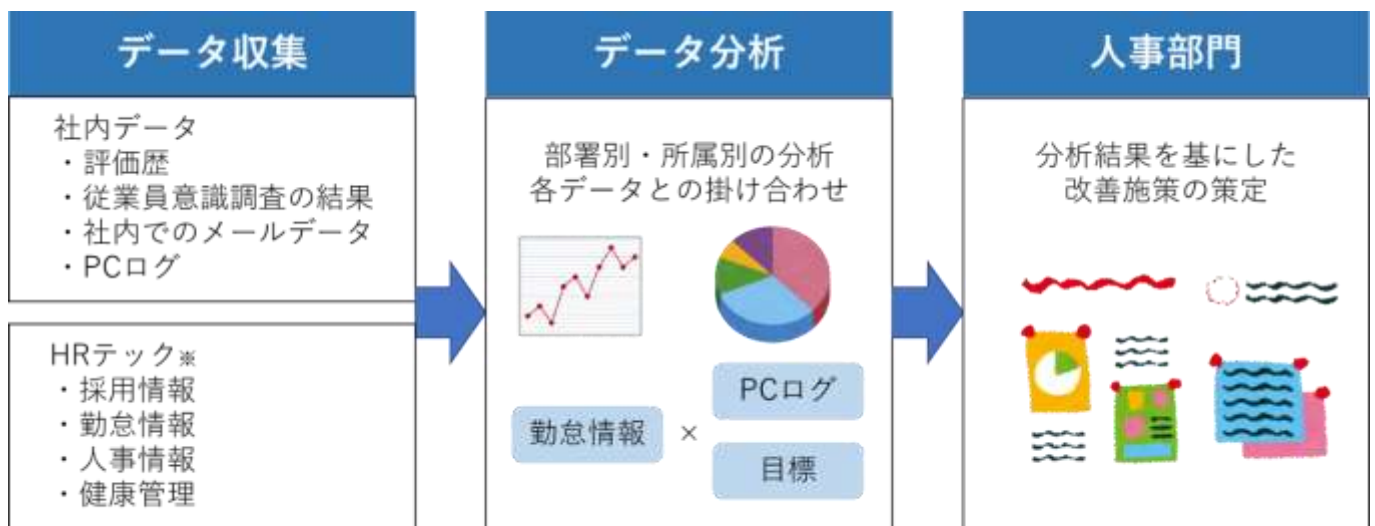 データ収集
社内データ
・評価歴
・従業員意識調査の結果
・社内でのメールデータ
・PCログ
HRテック※
・採用情報
・勤怠情報
・人事情報
・健康管理
データ分析
部署別・所属別の分析
各データとの掛け合わせ
PCログ
勤怠情報 ×
目標
人事部門
分析結果を基にした
改善施策の策定